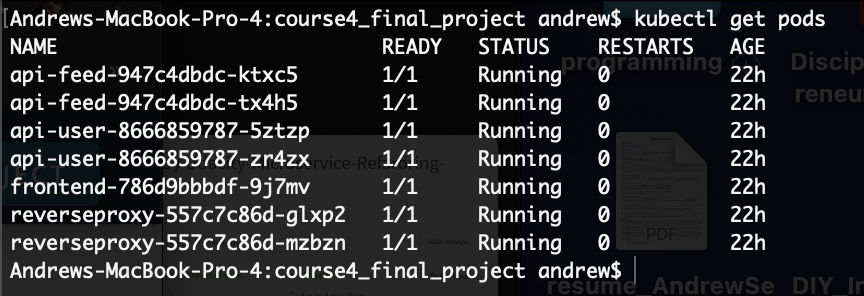 [Andrews-MacBook-Pro-4:course4_final_project andrew$ kubectl get pods
NAME READY STATUS RESTARTS AGE
api-feed-947c4dbdc-ktxc5 1/1 Running 0 22h
api-feed-947c4dbdc-tx4h5 1/1 Running 0 22h
api-user-8666859787-5ztzp 1/1 Running 0 22h
api-user-8666859787-zr4zx 1/1 Running 0 22h
frontend-786d9bbbdf-9j7mv 1/1 Running 0 22h
reverseproxy-557c7c86d-glxp2 1/1 Running 0 22h
reverseproxy-557c7c86d-mzbzn 1/1 Running 0 22h
Andrews-MacBook-Pro-4:course4_final_project andrew$
programming
Discip
reneur
PDF
resume_AndrewSe
DIY_In